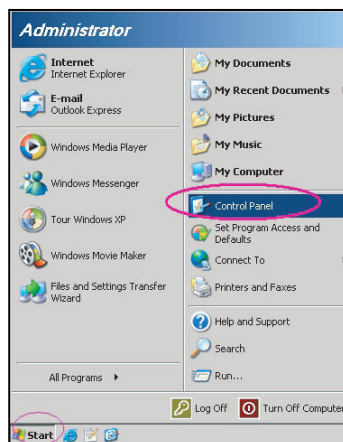 Administrator
Internet
Internet Explorer
E-mail
Outlook Express
Windows Media Player
Windows Messenger
Tour Windows XP
Windows Movie Maker
Files and Settings Transfer
Wizard
All Programs
My Documents
My Recent Documents
My Pictures
My Music
My Computer
Control Panel
Set Program Access and
Defaults
Connect To
Printers and Faxes
Help and Support
Search
Run...
Log Off
Turn Off Computer
Start